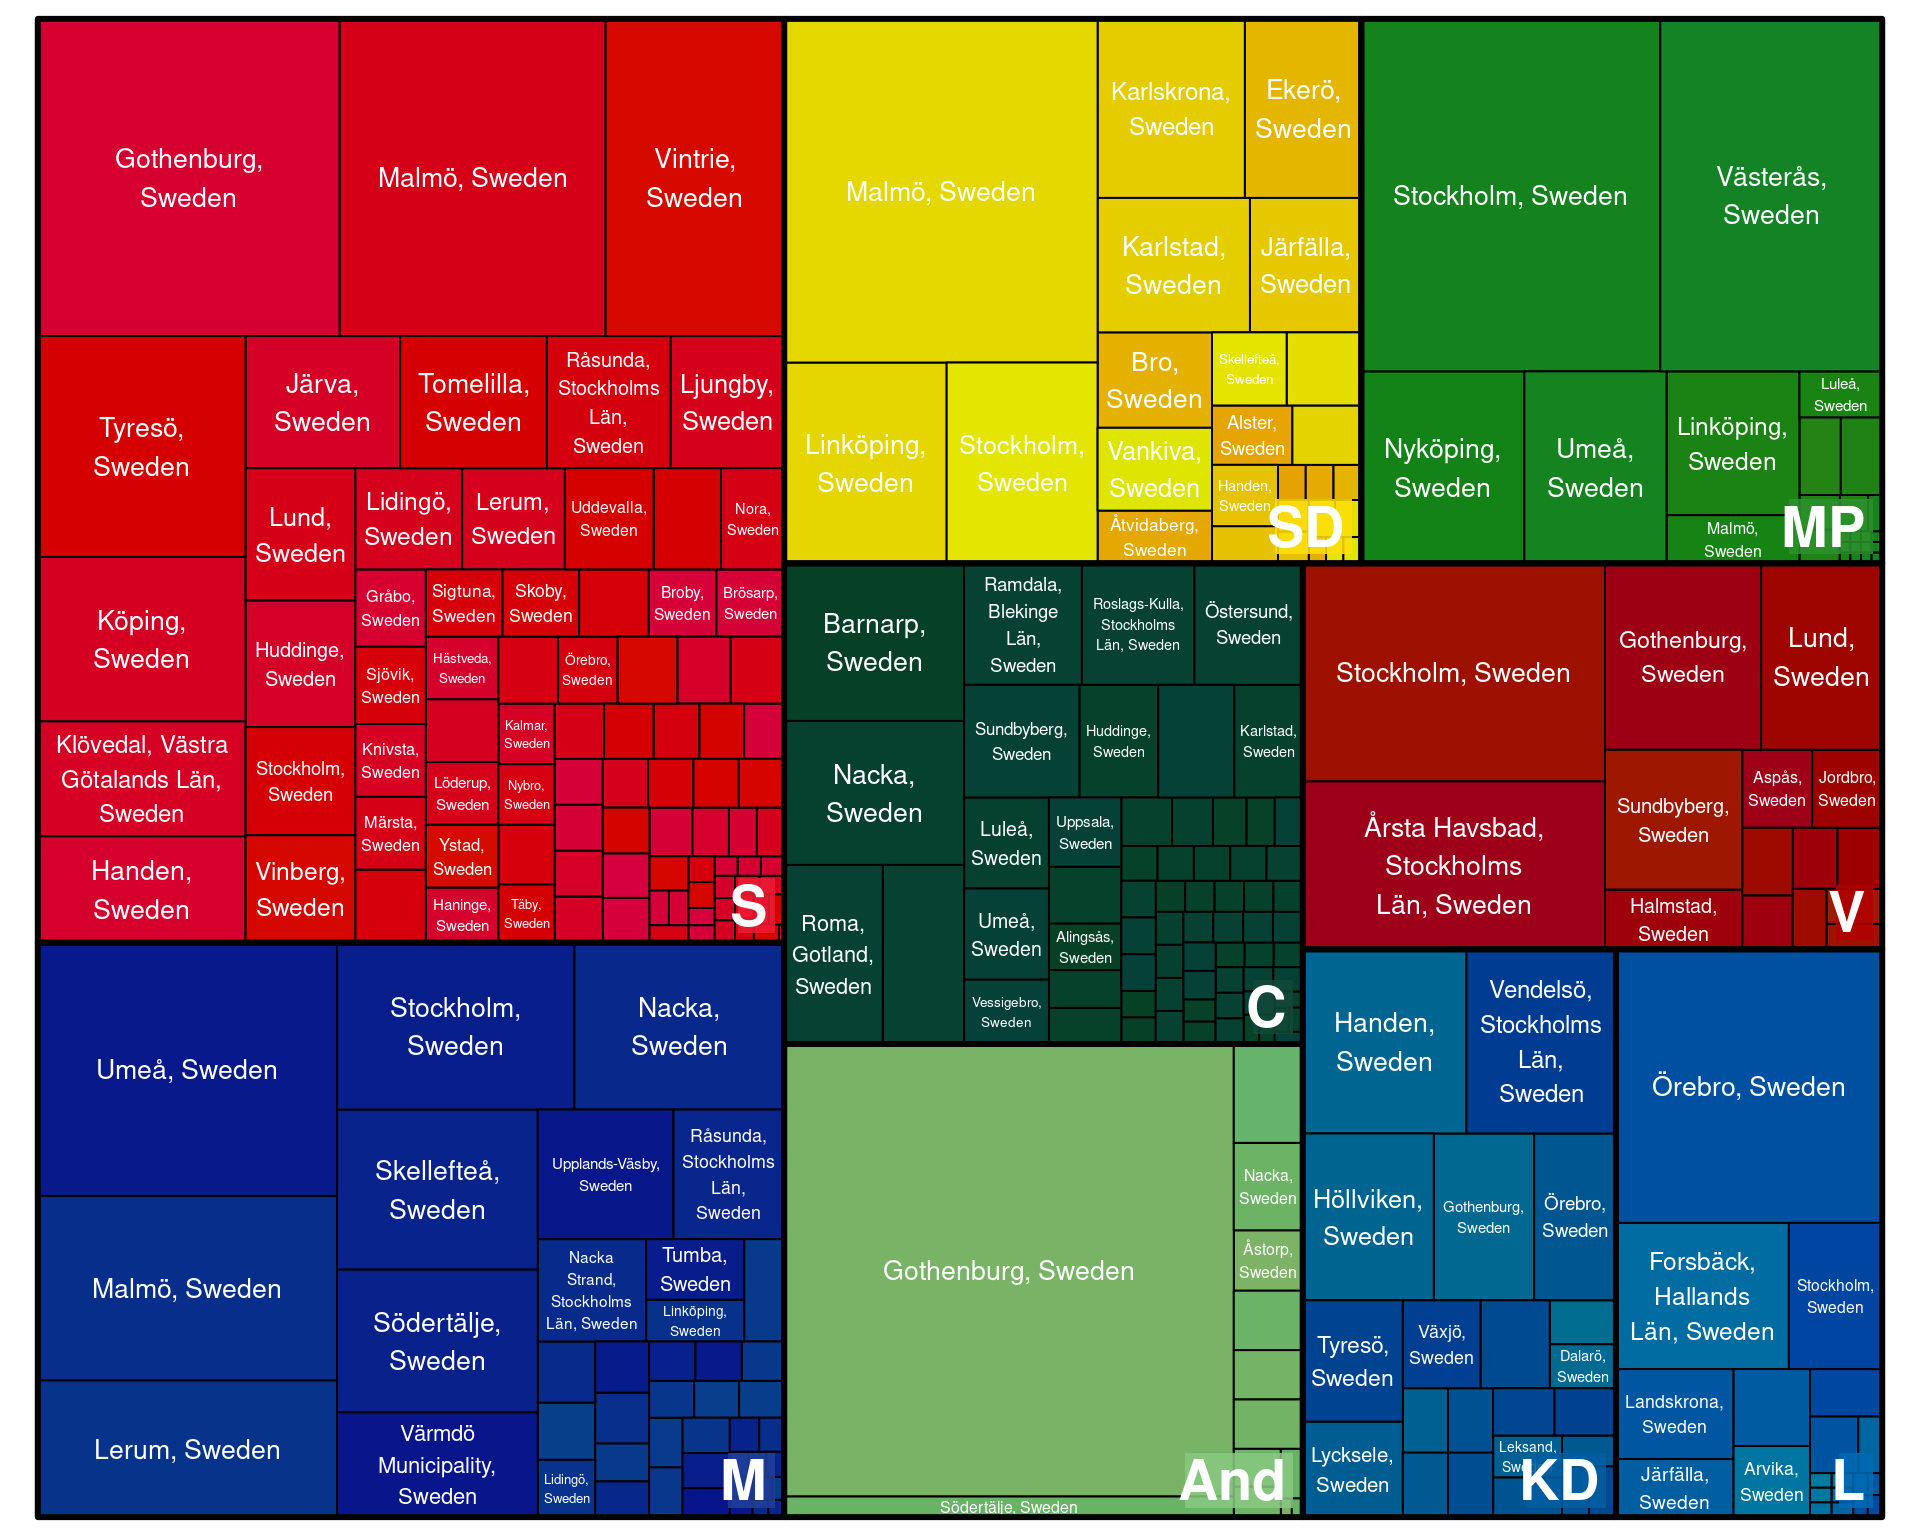 Gothenburg,
Sweden
Malmö, Sweden
Vintrie,
Sweden
Tyresö,
Sweden
Järva,
Sweden
Tomelilla,
Sweden
Råsunda,
Stockholms
Län,
Sweden
Ljungby,
Sweden
Lund,
Sweden
Lidingö,
Sweden
Lerum,
Sweden
Uddevalla,
Sweden
Nora,
Sweden
Köping,
Sweden
Huddinge,
Sweden
Gråbo,
Sweden
Sigtuna,
Sweden
Skoby,
Sweden
Broby,
Sweden
Brösarp,
Sweden
Sjövik,
Sweden
Hästveda,
Sweden
Örebro,
Sweden
Klövedal, Västra
Götalands Län,
Sweden
Stockholm,
Sweden
Knivsta,
Sweden
Kalmar,
Sweden
Löderup,
Sweden
Nybro,
Sweden
Märsta,
Sweden
Handen,
Sweden
Vinberg,
Sweden
Ystad,
Sweden
Haninge,
Sweden
Täby,
Sweden
S
Malmö, Sweden
Karlskrona,
Sweden
Ekerö,
Sweden
Karlstad,
Sweden
Järfälla,
Sweden
Linköping,
Sweden
Stockholm,
Sweden
Bro,
Sweden
Skellefteå,
Sweden
Alster,
Sweden
Vankiva,
Sweden
Handen,
Sweden
Åtvidaberg,
Sweden
SD
Stockholm, Sweden
Västerås,
Sweden
Nyköping,
Sweden
Umeå,
Sweden
Linköping,
Sweden
Luleå,
Sweden
Malmö,
Sweden
MP
Barnarp,
Sweden
Ramdala,
Blekinge
Län,
Sweden
Roslags-Kulla,
Stockholms
Län, Sweden
Östersund,
Sweden
Nacka,
Sweden
Sundbyberg,
Sweden
Huddinge,
Sweden
Karlstad,
Sweden
Roma,
Gotland,
Sweden
Luleå,
Sweden
Uppsala,
Sweden
Umeå,
Sweden
Alingsås,
Sweden
Vessigebro,
Sweden
C
Stockholm, Sweden
Gothenburg,
Sweden
Lund,
Sweden
Årsta Havsbad,
Stockholms
Län, Sweden
Sundbyberg,
Sweden
Aspås,
Sweden
Jordbro,
Sweden
Halmstad,
Sweden
V
Umeå, Sweden
Stockholm,
Sweden
Nacka,
Sweden
Malmö, Sweden
Skellefteå,
Sweden
Upplands-Väsby,
Sweden
Råsunda,
Stockholms
Län,
Sweden
Lerum, Sweden
Södertälje,
Sweden
Nacka
Strand,
Stockholms
Län, Sweden
Tumba,
Sweden
Linköping,
Sweden
Värmdö
Municipality,
Sweden
Lidingö,
Sweden
M
Gothenburg, Sweden
Nacka,
Sweden
Åstorp,
Sweden
Södertälje, Sweden
And
Handen,
Sweden
Vendelsö,
Stockholms
Län,
Sweden
Höllviken,
Sweden
Gothenburg,
Sweden
Örebro,
Sweden
Tyresö,
Sweden
Växjö,
Sweden
Dalarö,
Sweden
Lycksele,
Sweden
Leksand,
KD
Örebro, Sweden
Forsbäck,
Hallands
Län, Sweden
Stockholm,
Sweden
Landskrona,
Sweden
Järfälla,
Sweden
Arvika,
Sweden
L